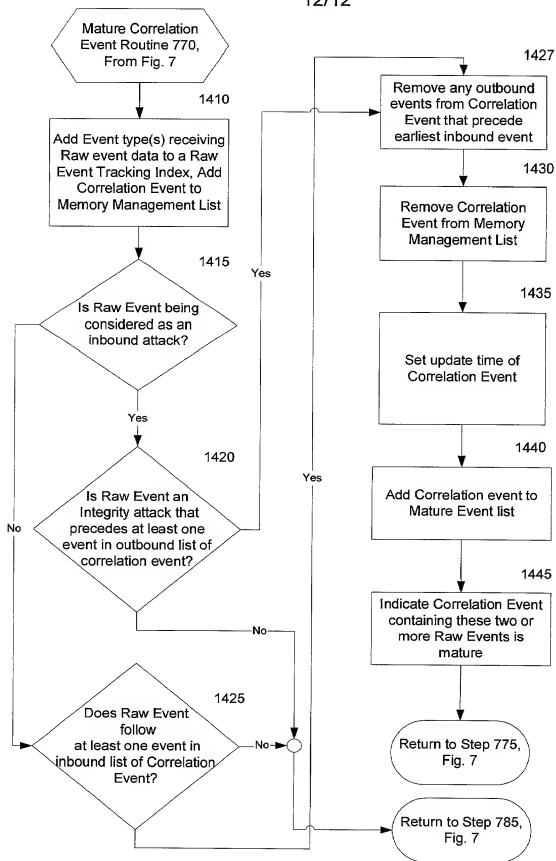 12/12
Mature Correlation
Event Routine 770,
From Fig. 7
1410
Add Event type(s) receiving
Raw event data to a Raw
Event Tracking Index, Add
Correlation Event to
Memory Management List
1415
Is Raw Event being
considered as an
inbound attack?
Yes
1420
Is Raw Event an
Integrity attack that
precedes at least one
event in outbound list of
correlation event?
Yes
No
No
1425
Does Raw Event
follow
at least one event in
inbound list of Correlation
Event?
No
Yes
1427
Remove any outbound
events from Correlation
Event that precede
earliest inbound event
1430
Remove Correlation
Event from Memory
Management List
1435
Set update time of
Correlation Event
1440
Add Correlation event to
Mature Event list
1445
Indicate Correlation Event
containing these two or
more Raw Events is
mature
Return to Step 775,
Fig. 7
Return to Step 785,
Fig. 7